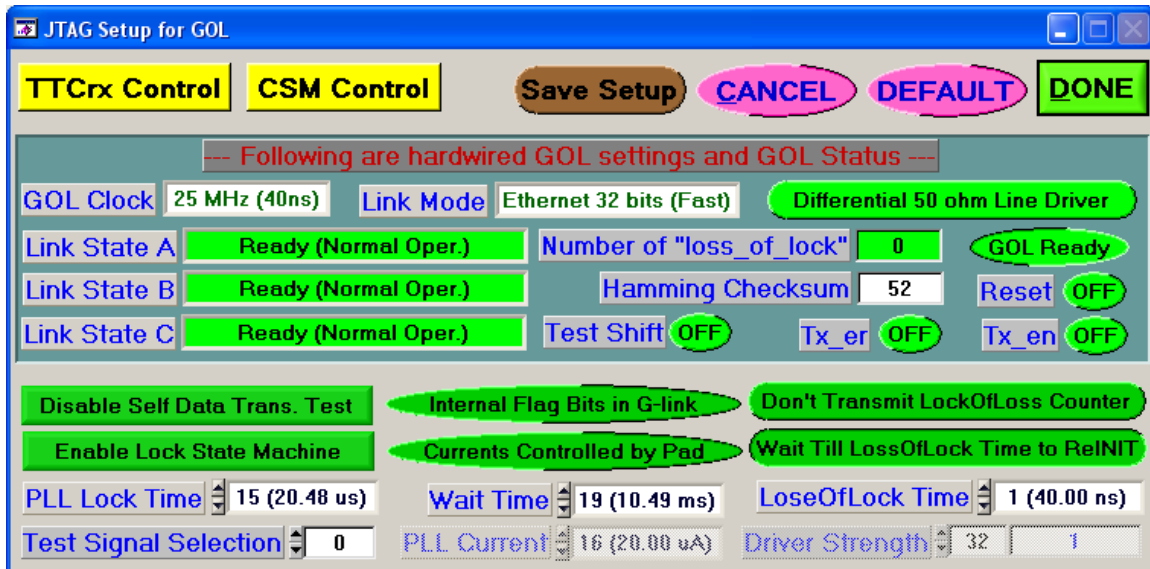 JTAG Setup for GOL
TTCrx Control CSM Control Save Setup CANCEL DEFAULT DONE
--- Following are hardwired GOL settings and GOL Status ---
GOL Clock 25 MHz (40ns) Link Mode Ethernet 32 bits (Fast) Differential 50 ohm Line Driver
Link State A Ready (Normal Oper.) Number of "loss_of_lock" 0 GOL Ready
Link State B Ready (Normal Oper.) Hamming Checksum 52 Reset OFF
Link State C Ready (Normal Oper.) Test Shift OFF Tx_er OFF Tx_en OFF
Disable Self Data Trans. Test Internal Flag Bits in G-link Don't Transmit LockOfLoss Counter
Enable Lock State Machine Currents Controlled by Pad Wait Till LossOfLock Time to ReINIT
PLL Lock Time 15 (20.48 us) Wait Time 19 (10.49 ms) LoseOfLock Time 1 (40.00 ns)
Test Signal Selection 0 PLL Current 16 (20.00 uA) Driver Strength 32 1